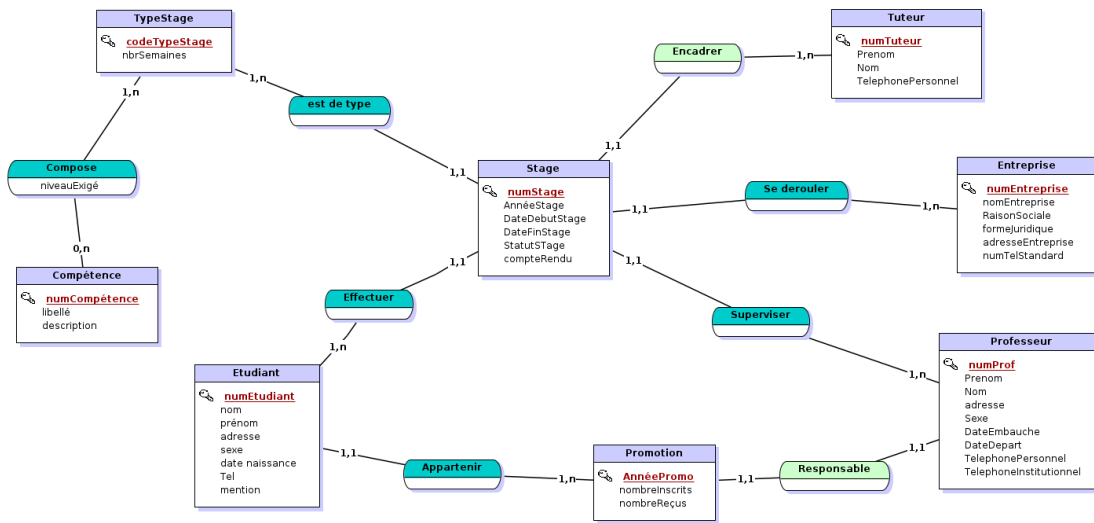 TypeStage
codeTypeStage
nbrSemaines
1,n
1,n
est de type
1,1
Compose
niveauExigé
0,n
Compétence
numCompétence
libellé
description
Encadrer
1,n
1,1
Tuteur
numTuteur
Prenom
Nom
TelephonePersonnel
Stage
numStage
AnnéeStage
DateDebutStage
DateFinStage
StatutSTage
compteRendu
Se derouler
1,1
1,n
Entreprise
numEntreprise
nomEntreprise
RaisonSociale
formeJuridique
adresseEntreprise
numTelStandard
1,1
Effectuer
1,n
1,1
Superviser
1,n
Etudiant
numEtudiant
nom
prénom
adresse
sexe
date naissance
Tel
mention
1,1
Appartenir
1,n
Promotion
AnnéePromo
nombreInscrits
nombreReçus
1,1
Responsable
1,1
Professeur
numProf
Prenom
Nom
adresse
Sexe
DateEmbauche
DateDepart
TelephonePersonnel
TelephoneInstitutionnel